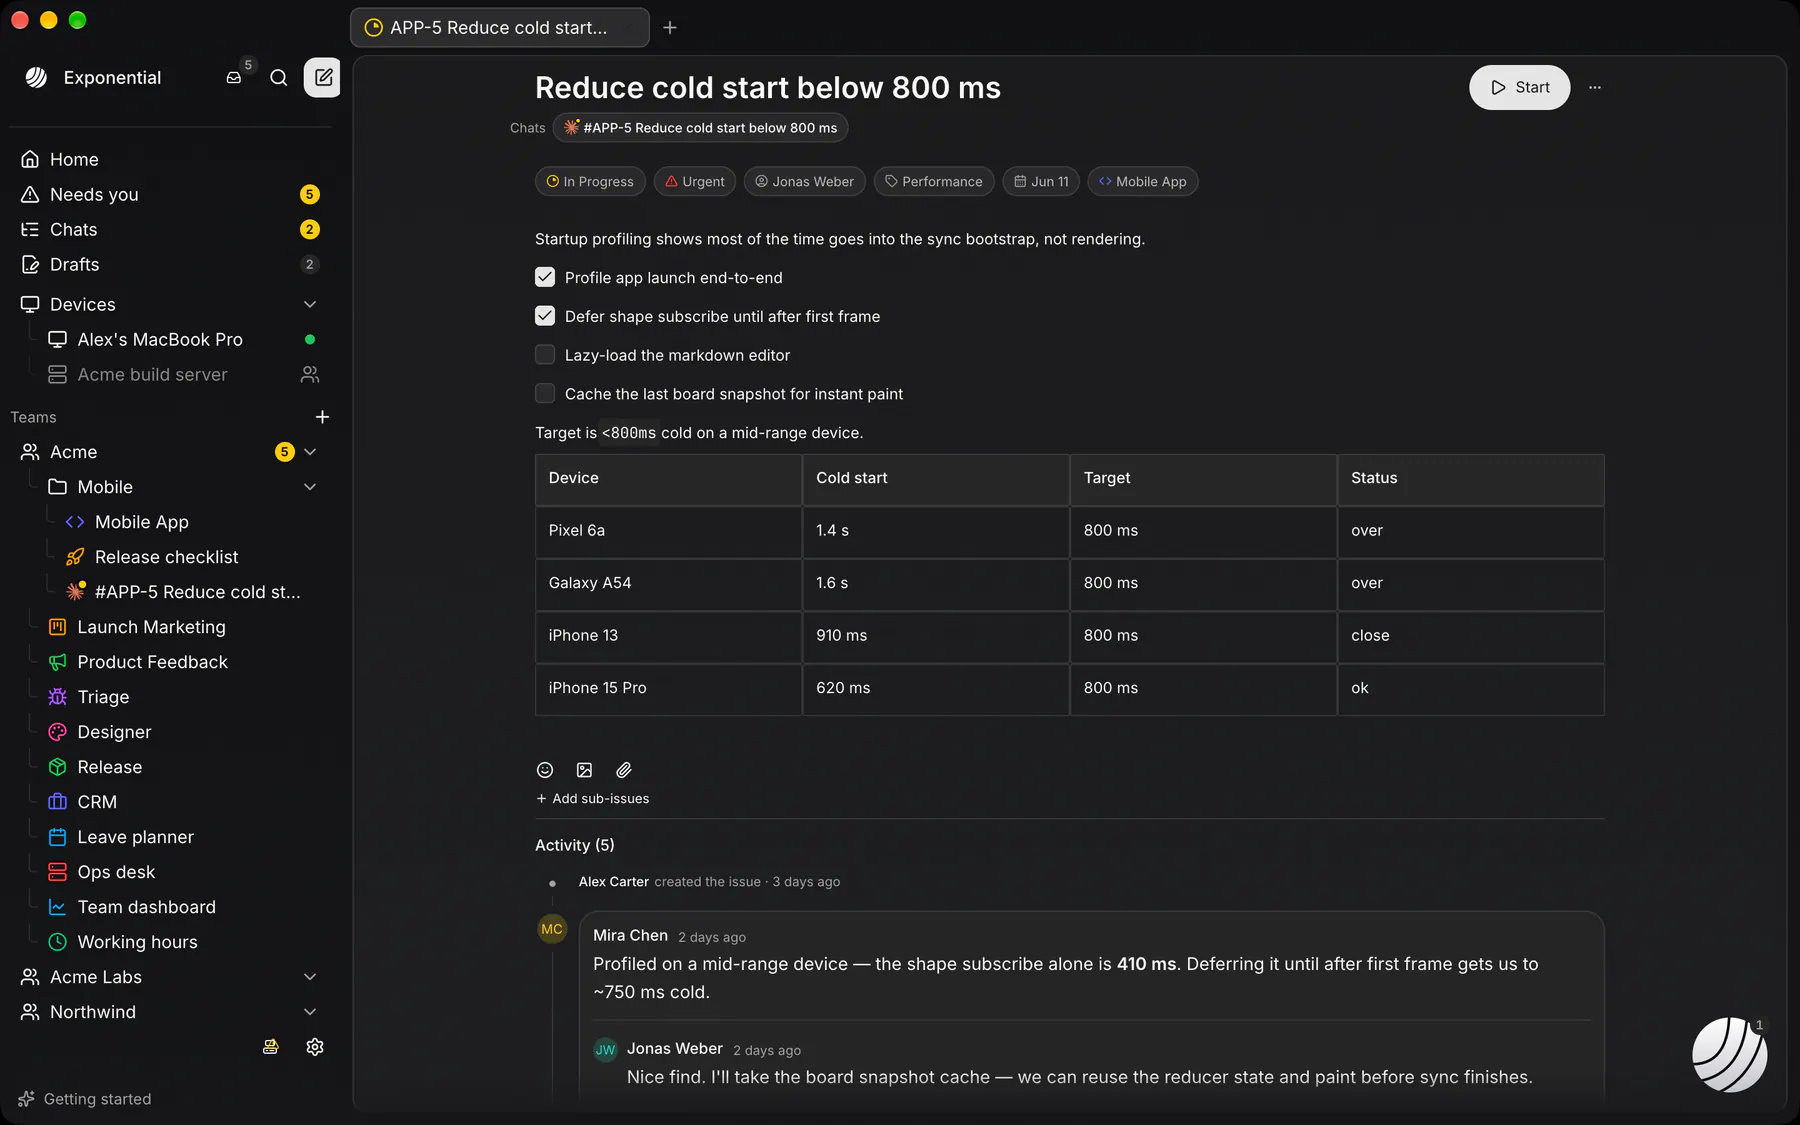 APP-5 Reduce cold start...
Exponential
5
Home
Needs you 5
Chats 2
Drafts 2
Devices
Alex's MacBook Pro
Acme build server
Teams
Acme 5
Mobile
Mobile App
Release checklist
#APP-5 Reduce cold st...
Launch Marketing
Product Feedback
Triage
Designer
Release
CRM
Leave planner
Ops desk
Team dashboard
Working hours
Acme Labs
Northwind
Getting started
Reduce cold start below 800 ms
Start
Chats #APP-5 Reduce cold start below 800 ms
In Progress Urgent Jonas Weber Performance Jun 11 Mobile App
Startup profiling shows most of the time goes into the sync bootstrap, not rendering.
Profile app launch end-to-end
Defer shape subscribe until after first frame
Lazy-load the markdown editor
Cache the last board snapshot for instant paint
Target is <800ms cold on a mid-range device.
Device Cold start Target Status
Pixel 6a 1.4 s 800 ms over
Galaxy A54 1.6 s 800 ms over
iPhone 13 910 ms 800 ms close
iPhone 15 Pro 620 ms 800 ms ok
+ Add sub-issues
Activity (5)
Alex Carter created the issue · 3 days ago
MC Mira Chen 2 days ago
Profiled on a mid-range device — the shape subscribe alone is 410 ms. Deferring it until after first frame gets us to
~750 ms cold.
JW Jonas Weber 2 days ago
Nice find. I'll take the board snapshot cache — we can reuse the reducer state and paint before sync finishes.
1